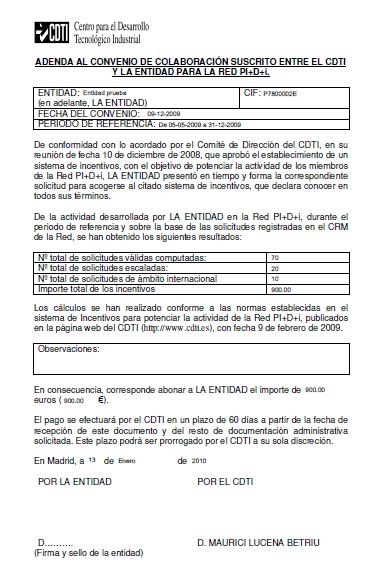 CDTI Centro para el Desarrollo
Tecnológico Industrial
ADENDA AL CONVENIO DE COLABORACIÓN SUSCRITO ENTRE EL CDTI
Y LA ENTIDAD PARA LA RED PI+D+i.
ENTIDAD: Entidad prueba CIF: P7800002E
(en adelante, LA ENTIDAD)
FECHA DEL CONVENIO: 09-12-2009
PERIODO DE REFERENCIA: De 05-05-2009 a 31-12-2009
De conformidad con lo acordado por el Comité de Dirección del CDTI, en su
reunión de fecha 10 de diciembre de 2008, que aprobó el establecimiento de un
sistema de incentivos, con el objetivo de potenciar la actividad de los miembros
de la Red PI+D+i, LA ENTIDAD presentó en tiempo y forma la correspondiente
solicitud para acogerse al citado sistema de incentivos, que declara conocer en
todos sus términos.
De la actividad desarrollada por LA ENTIDAD en la Red PI+D+i, durante el
período de referencia y sobre la base de las solicitudes registradas en el CRM
de la Red, se han obtenido los siguientes resultados:
Nº total de solicitudes válidas computadas: 70
Nº total de solicitudes escaladas: 20
Nº total de solicitudes de ámbito internacional 10
Importe total de los incentivos 900.00
Los cálculos se han realizado conforme a las normas establecidas en el
sistema de Incentivos para potenciar la actividad de la Red PI+D+i, publicados
en la página web del CDTI (http://www.cdti.es), con fecha 9 de febrero de 2009.
Observaciones:
En consecuencia, corresponde abonar a LA ENTIDAD el importe de 900.00
euros ( 900.00 €).
El pago se efectuará por el CDTI en un plazo de 60 días a partir de la fecha de
recepción de este documento y del resto de documentación administrativa
solicitada. Este plazo podrá ser prorrogado por el CDTI a su sola discreción.
En Madrid, a 13 de Enero de 2010
POR LA ENTIDAD POR EL CDTI
D.......... D. MAURICI LUCENA BETRIU
(Firma y sello de la entidad)